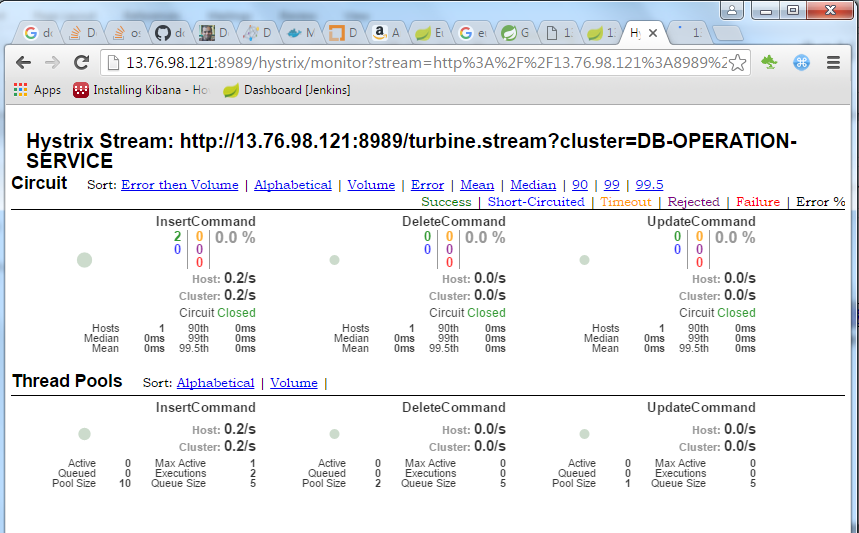 do
D
os
do
D
D
M
D
A
Eu
ec
G
1
1
Hy
1
13.76.98.121:8989/hystrix/monitor?stream=http%3A%2F%2F13.76.98.121%3A8989%2
Apps Installing Kibana - Ho Dashboard [Jenkins]
Hystrix Stream: http://13.76.98.121:8989/turbine.stream?cluster=DB-OPERATION-
SERVICE
Circuit Sort: Error then Volume | Alphabetical | Volume | Error | Mean | Median | 90 | 99 | 99.5
Success | Short-Circuited | Timeout | Rejected | Failure | Error %
InsertCommand DeleteCommand UpdateCommand
2 0 0.0 % 0 0 0.0 % 0 0 0.0 %
0 0 0 0 0 0
0 0 0
Host: 0.2/s Host: 0.0/s Host: 0.0/s
Cluster: 0.2/s Cluster: 0.0/s Cluster: 0.0/s
Circuit Closed Circuit Closed Circuit Closed
Hosts 1 90th 0ms Hosts 1 90th 0ms Hosts 1 90th 0ms
Median 0ms 99th 0ms Median 0ms 99th 0ms Median 0ms 99th 0ms
Mean 0ms 99.5th 0ms Mean 0ms 99.5th 0ms Mean 0ms 99.5th 0ms
Thread Pools Sort: Alphabetical | Volume |
InsertCommand DeleteCommand UpdateCommand
Host: 0.2/s Host: 0.0/s Host: 0.0/s
Cluster: 0.2/s Cluster: 0.0/s Cluster: 0.0/s
Active 0 Max Active 1 Active 0 Max Active 0 Active 0 Max Active 0
Queued 0 Executions 2 Queued 0 Executions 0 Queued 0 Executions 0
Pool Size 10 Queue Size 5 Pool Size 2 Queue Size 5 Pool Size 1 Queue Size 5